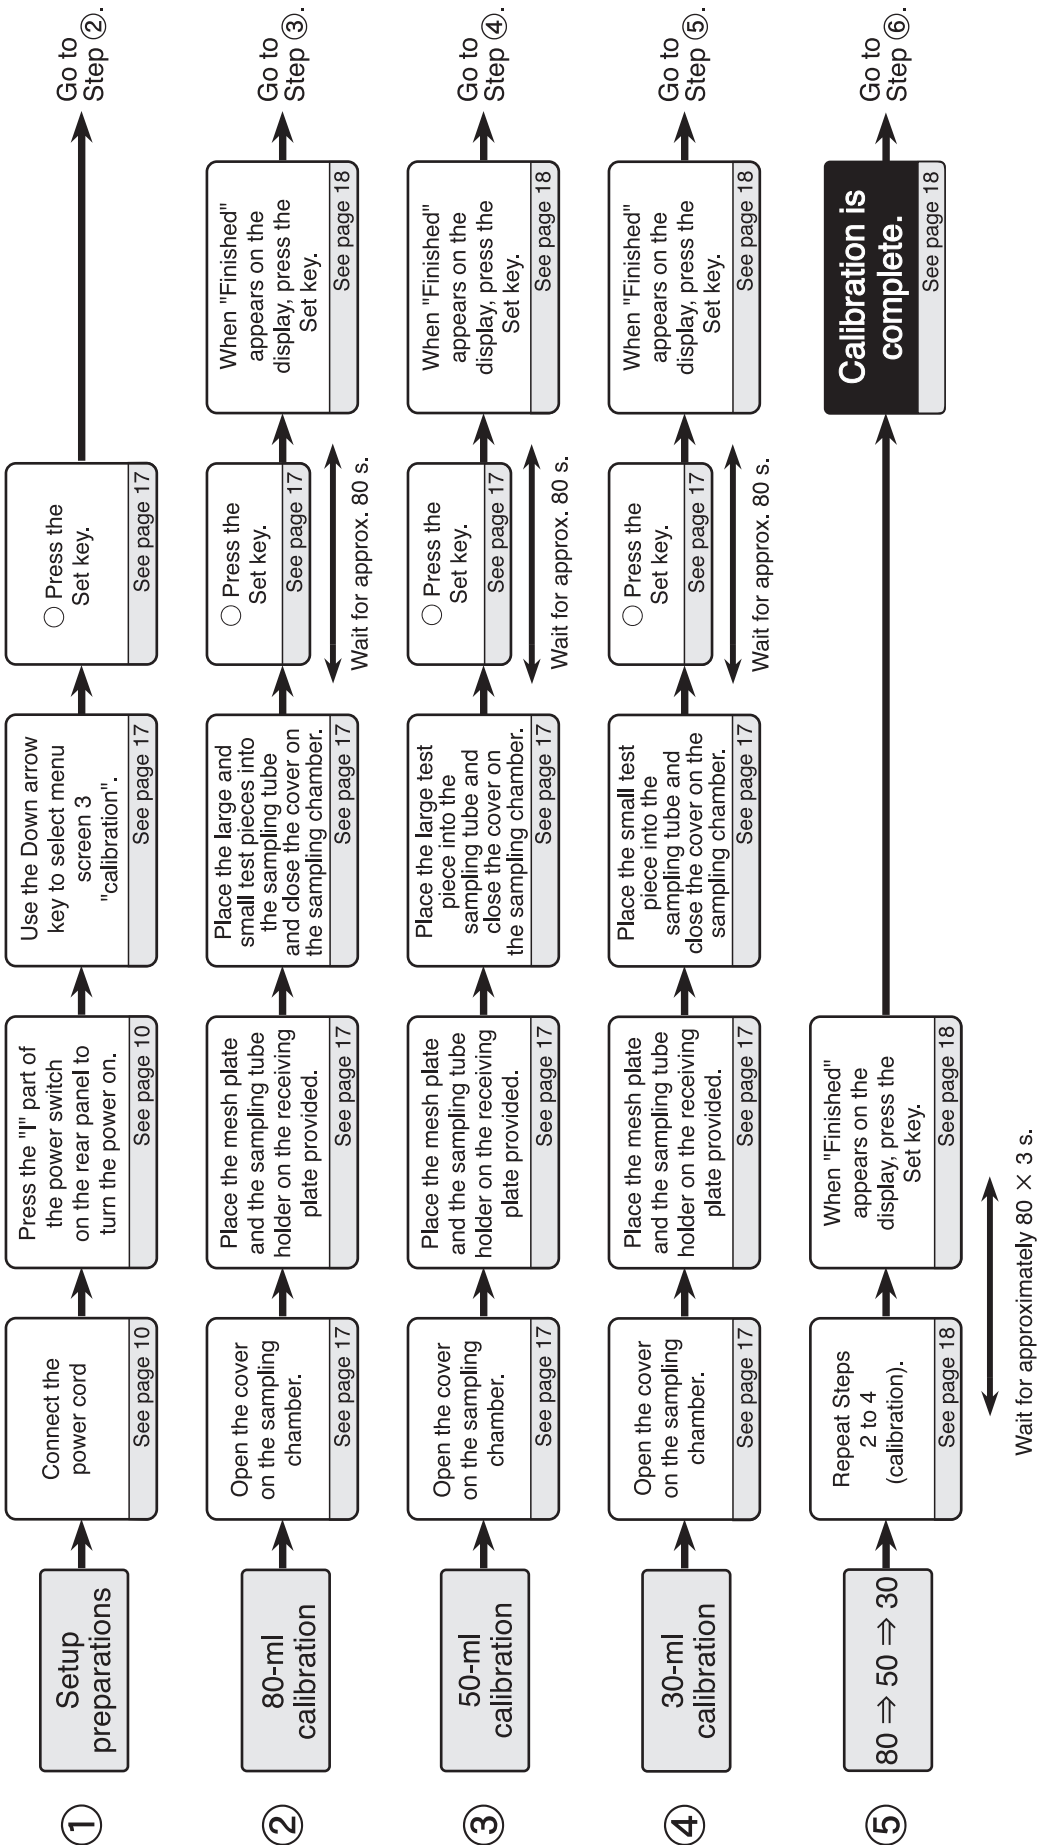 ①
Setup
preparations
Connect the
power cord
See page 10
Press the "I" part of
the power switch
on the rear panel to
turn the power on.
See page 10
Use the Down arrow
key to select menu
screen 3
"calibration".
See page 17
○ Press the
Set key.
See page 17
Go to
Step ②.
②
80-ml
calibration
Open the cover
on the sampling
chamber.
See page 17
Place the mesh plate
and the sampling tube
holder on the receiving
plate provided.
See page 17
Place the large and
small test pieces into
the sampling tube
and close the cover on
the sampling chamber.
See page 17
○ Press the
Set key.
See page 17
Wait for approx. 80 s.
When "Finished"
appears on the
display, press the
Set key.
See page 18
Go to
Step ③.
③
50-ml
calibration
Open the cover
on the sampling
chamber.
See page 17
Place the mesh plate
and the sampling tube
holder on the receiving
plate provided.
See page 17
Place the large test
piece into the
sampling tube and
close the cover on
the sampling chamber.
See page 17
○ Press the
Set key.
See page 17
Wait for approx. 80 s.
When "Finished"
appears on the
display, press the
Set key.
See page 18
Go to
Step ④.
④
30-ml
calibration
Open the cover
on the sampling
chamber.
See page 17
Place the mesh plate
and the sampling tube
holder on the receiving
plate provided.
See page 17
Place the small test
piece into the
sampling tube and
close the cover on the
sampling chamber.
See page 17
○ Press the
Set key.
See page 17
Wait for approx. 80 s.
When "Finished"
appears on the
display, press the
Set key.
See page 18
Go to
Step ⑤.
⑤
80 ⇒ 50 ⇒ 30
Repeat Steps
2 to 4
(calibration).
See page 18
When "Finished"
appears on the
display, press the
Set key.
See page 18
Wait for approximately 80 × 3 s.
Calibration is
complete.
See page 18
Go to
Step ⑥.